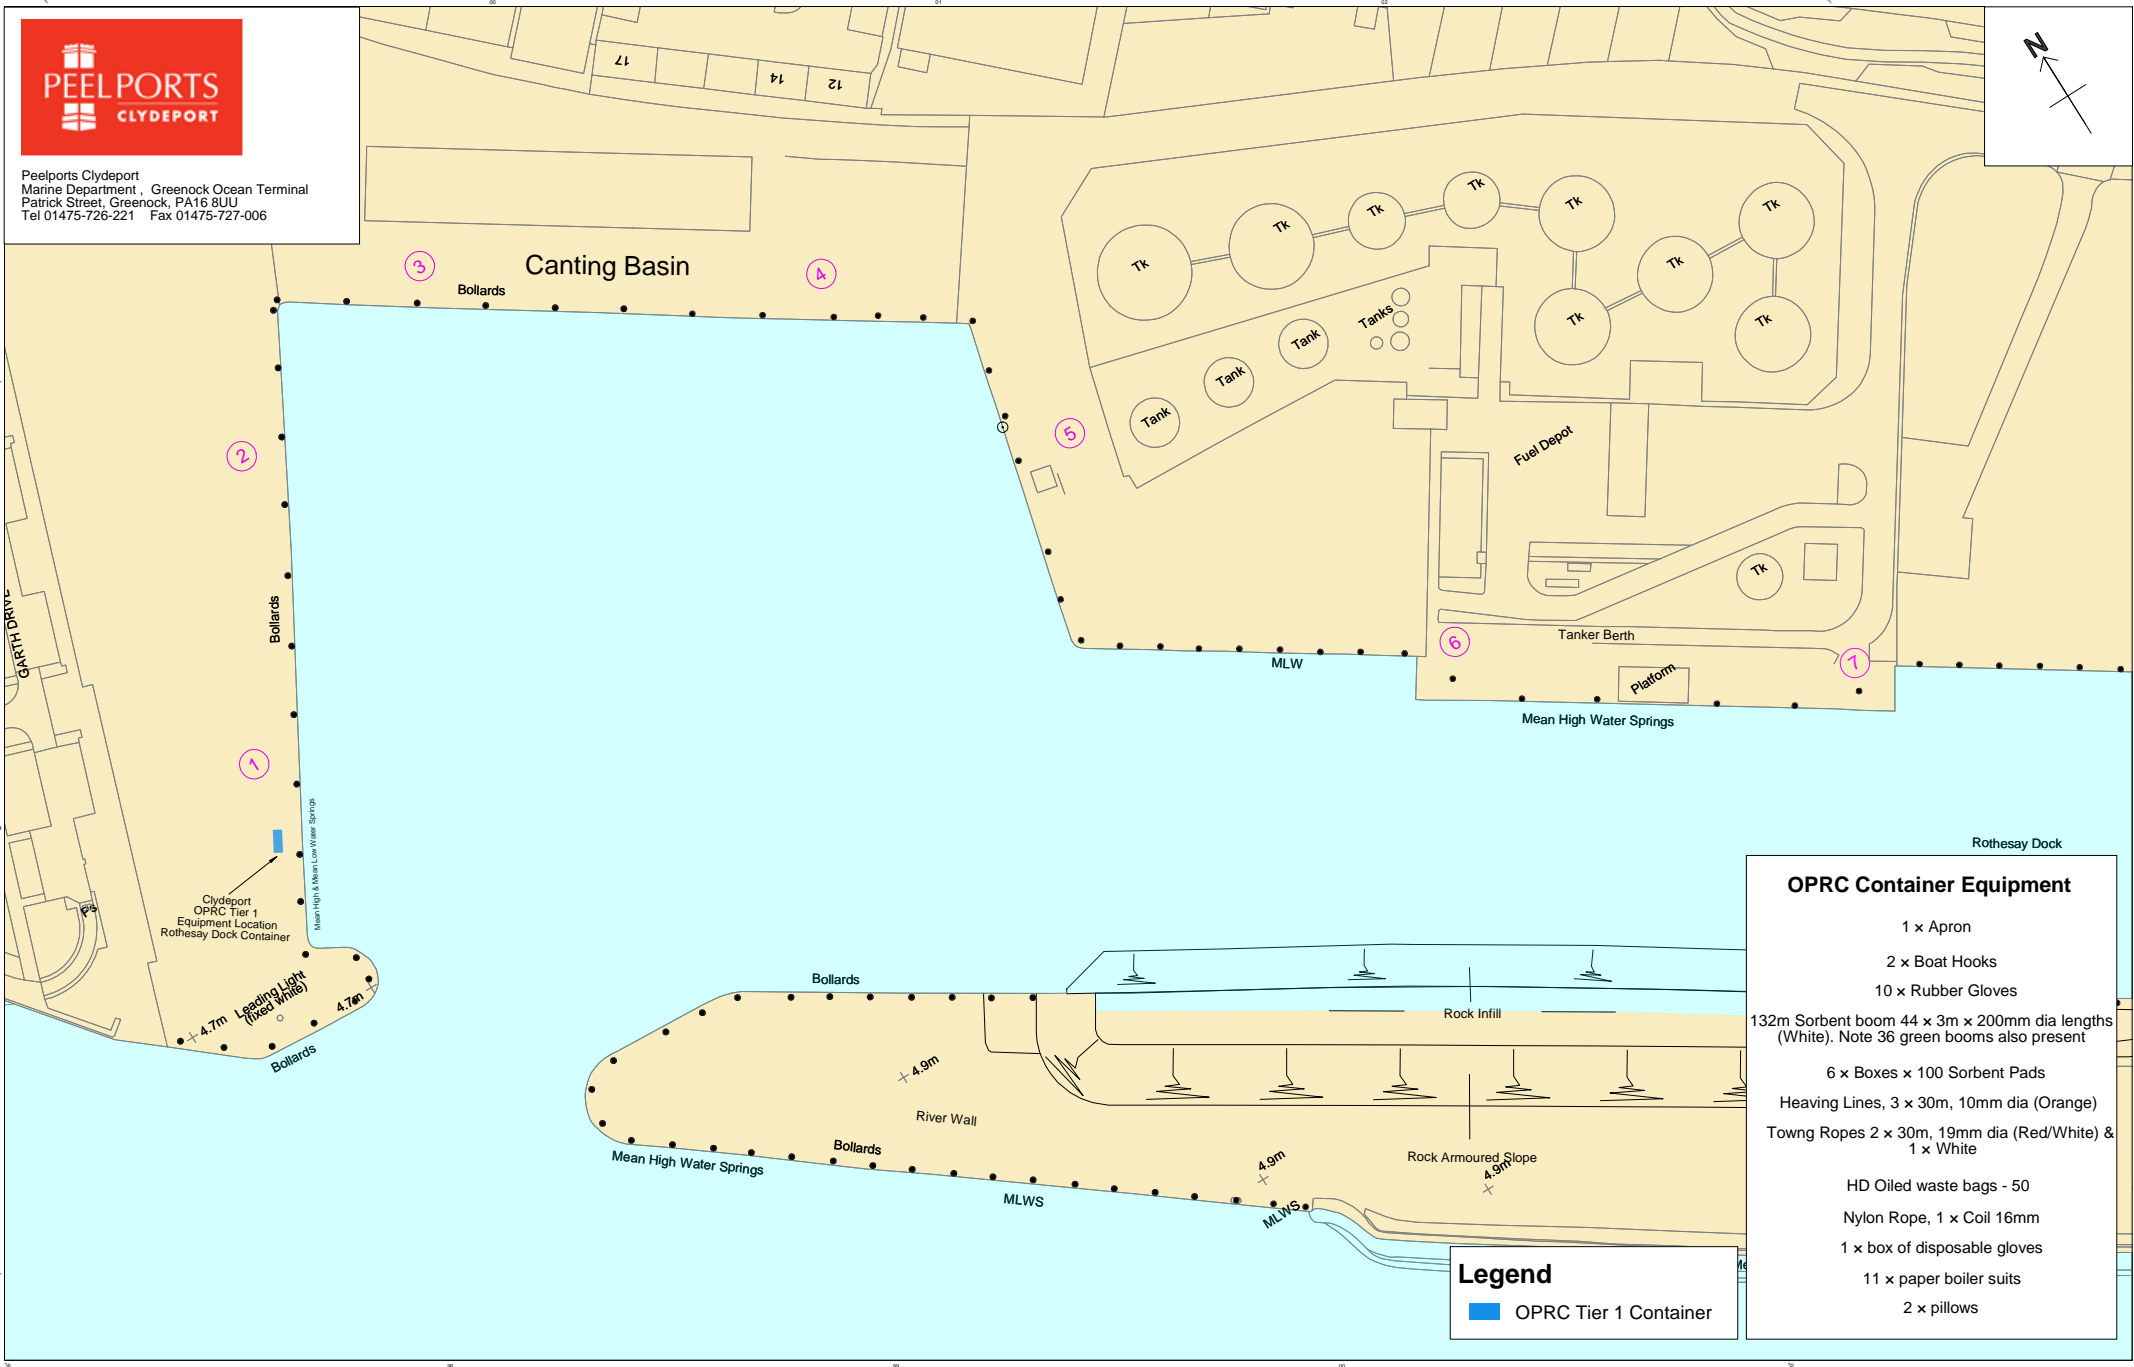 PEEL PORTS
CLYDEPORT
Peelports Clydeport
Marine Department , Greenock Ocean Terminal
Patrick Street, Greenock, PA16 8UU
Tel 01475-726-221 Fax 01475-727-006
17
14
12
N
3
Canting Basin
4
Bollards
Tk
Tk
Tk
Tk
Tk
Tk
Tk
Tk
Tk
Tanks
Tank
Tank
Tank
2
5
Fuel Depot
Tk
GARTH DRIVE
Bollards
6
Tanker Berth
7
MLW
Platform
Mean High Water Springs
1
Mean High & Mean Low Water Springs
Rothesay Dock
Clydeport
OPRC Tier 1
Equipment Location
Rothesay Dock Container
Ps
Leading Light
(fixed white)
4.7m
4.7m
Bollards
Bollards
Rock Infill
4.9m
River Wall
Bollards
Mean High Water Springs
MLWS
4.9m
MLWS
Rock Armoured Slope
4.9m
OPRC Container Equipment
1 × Apron
2 × Boat Hooks
10 × Rubber Gloves
132m Sorbent boom 44 × 3m × 200mm dia lengths
(White). Note 36 green booms also present
6 × Boxes × 100 Sorbent Pads
Heaving Lines, 3 × 30m, 10mm dia (Orange)
Towng Ropes 2 × 30m, 19mm dia (Red/White) &
1 × White
HD Oiled waste bags - 50
Nylon Rope, 1 × Coil 16mm
1 × box of disposable gloves
11 × paper boiler suits
2 × pillows
Legend
OPRC Tier 1 Container